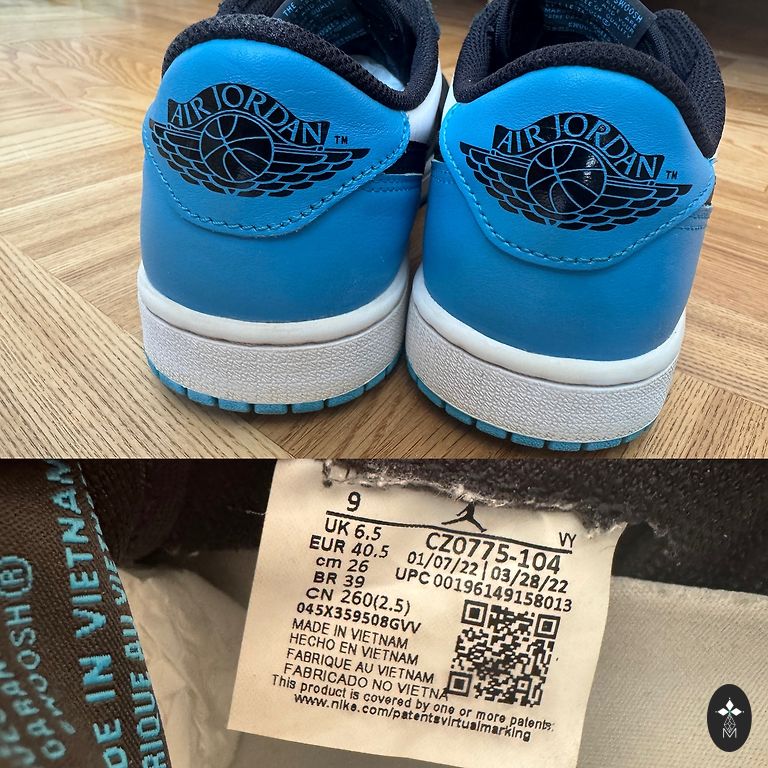 AIR JORDAN
TM
AIR JORDAN
TM
9
VY
UK 6.5
EUR 40.5
cm 26
BR 39
CN 260(2.5)
045X359508GVV
CZ0775-104
01/07/22 | 03/28/22
UPC 00196149158013
MADE IN VIETNAM
HECHO EN VIETNAM
FABRIQUE AU VIETNAM
FABRICADO NO VIETNA
This product is covered by one or more patents.
www.nike.com/patentsvirtualmarking
DE IN VIETNAM
RIQUE AU VIE